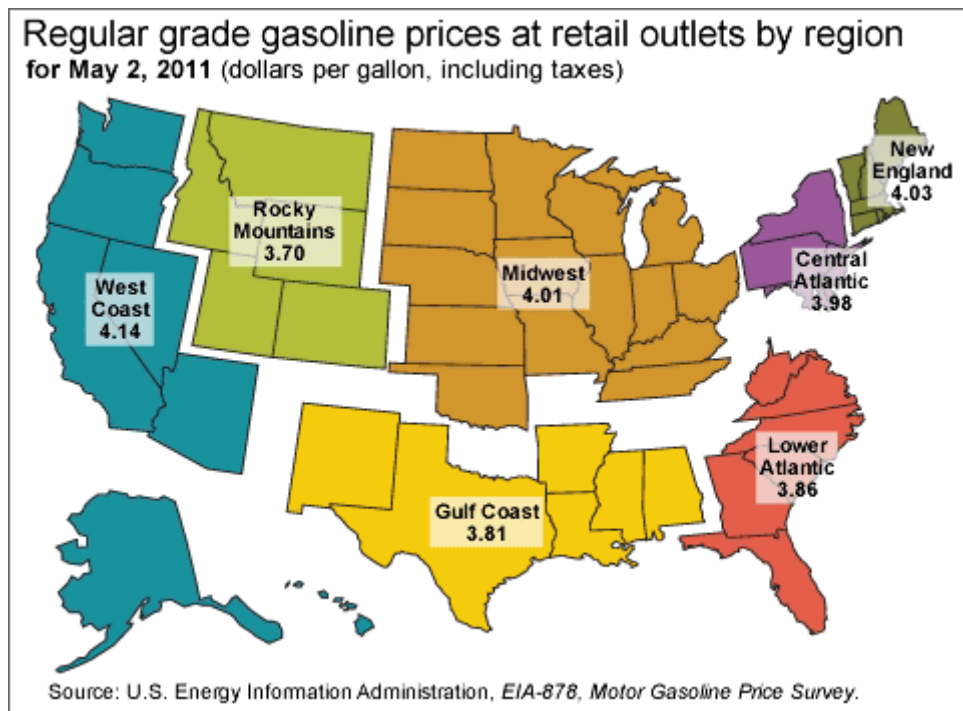 Regular grade gasoline prices at retail outlets by region
for May 2, 2011 (dollars per gallon, including taxes)
New
England
4.03
Rocky
Mountains
3.70
Midwest
4.01
Central
Atlantic
3.98
West
Coast
4.14
Lower
Atlantic
3.86
Gulf Coast
3.81
Source: U.S. Energy Information Administration, EIA-878, Motor Gasoline Price Survey.